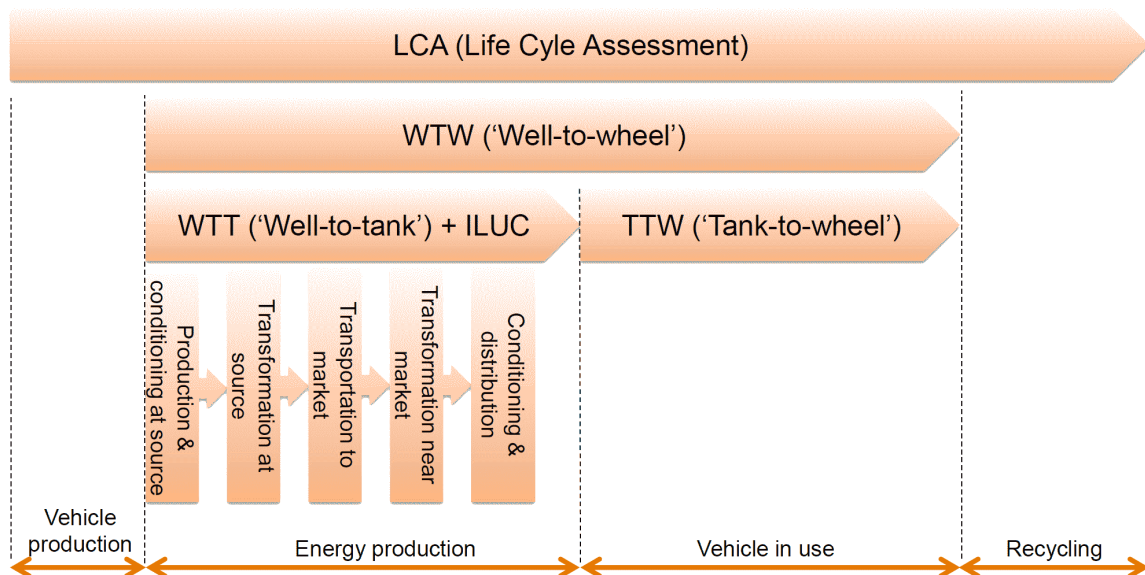 LCA (Life Cyle Assessment)
WTW (‘Well-to-wheel’)
WTT (‘Well-to-tank’) + ILUC
TTW (‘Tank-to-wheel’)
Production &
conditioning at source
Transformation at
source
Transportation to
market
Transformation near
market
Conditioning &
distribution
Vehicle
production
Energy production
Vehicle in use
Recycling